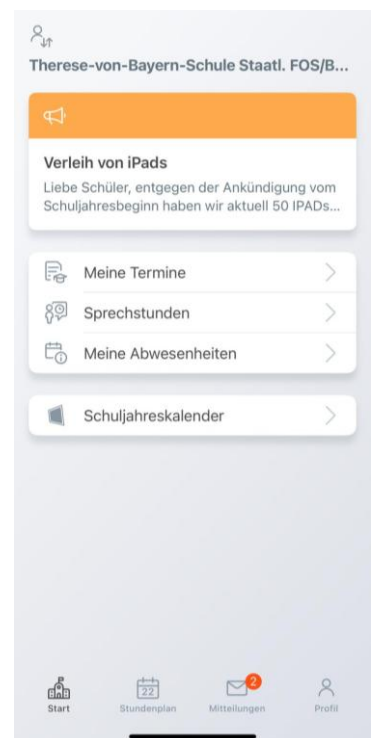 Therese-von-Bayern-Schule Staatl. FOS/B...
Verleih von iPads
Liebe Schüler, entgegen der Ankündigung vom
Schuljahresbeginn haben wir aktuell 50 IPADs...
Meine Termine
Sprechstunden
Meine Abwesenheiten
Schuljahreskalender
22
2
Start
Stundenplan
Mitteilungen
Profil